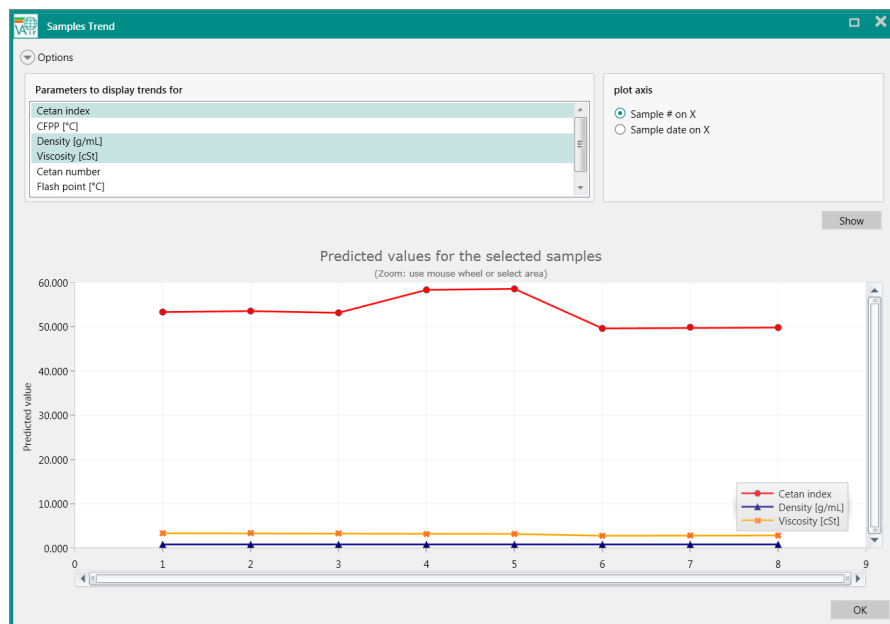 VA
Samples Trend
Options
Parameters to display trends for
Cetan index
CFPP [°C]
Density [g/mL]
Viscosity [cSt]
Cetan number
Flash point [°C]
plot axis
Sample # on X
Sample date on X
Show
Predicted values for the selected samples
(Zoom: use mouse wheel or select area)
Predicted value
60.000
50.000
40.000
30.000
20.000
10.000
0.000
0 1 2 3 4 5 6 7 8 9
Cetan index
Density [g/mL]
Viscosity [cSt]
OK